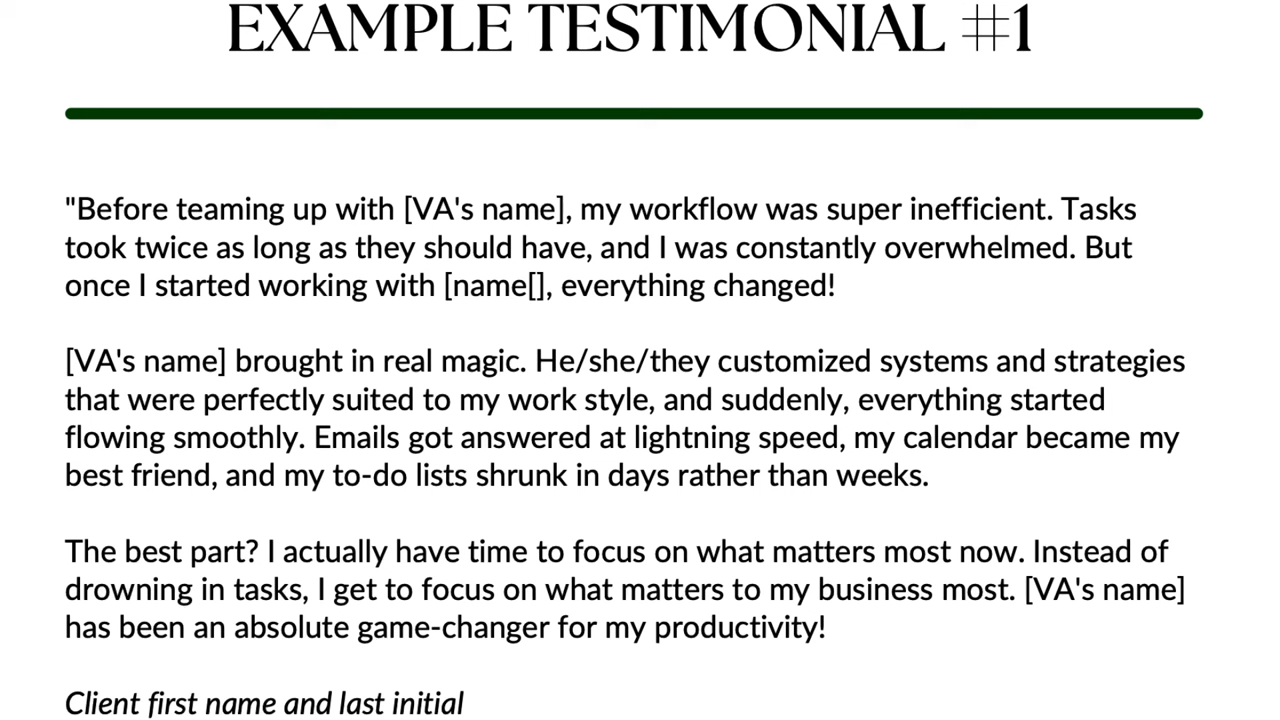 EXAMPLE TESTIMONIAL #1
"Before teaming up with [VA's name], my workflow was super inefficient. Tasks
took twice as long as they should have, and I was constantly overwhelmed. But
once I started working with [name[], everything changed!
[VA's name] brought in real magic. He/she/they customized systems and strategies
that were perfectly suited to my work style, and suddenly, everything started
flowing smoothly. Emails got answered at lightning speed, my calendar became my
best friend, and my to-do lists shrunk in days rather than weeks.
The best part? I actually have time to focus on what matters most now. Instead of
drowning in tasks, I get to focus on what matters to my business most. [VA's name]
has been an absolute game-changer for my productivity!
Client first name and last initial